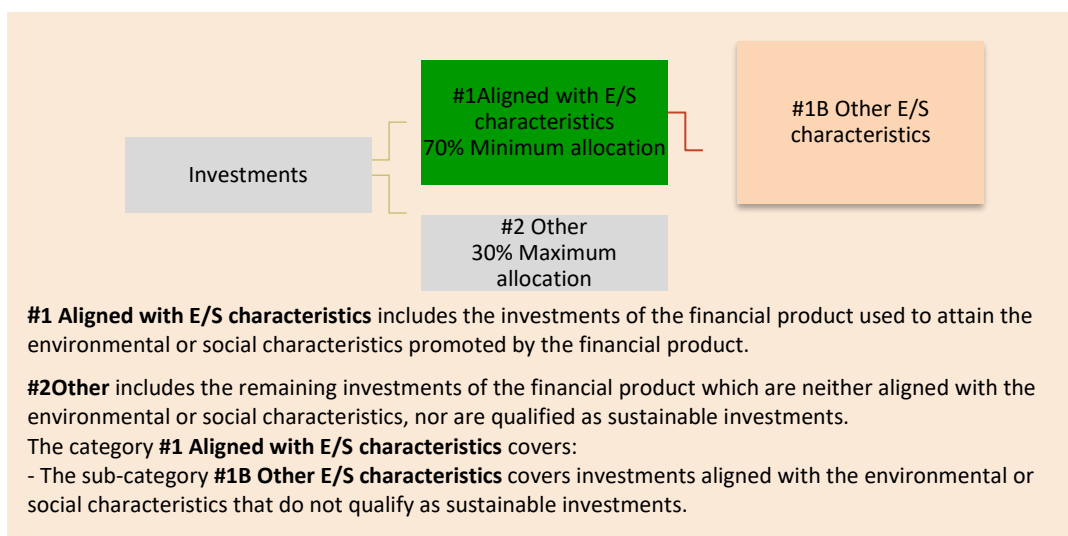 #1Aligned with E/S
characteristics
70% Minimum allocation
#1B Other E/S
characteristics
Investments
#2 Other
30% Maximum
allocation
#1 Aligned with E/S characteristics includes the investments of the financial product used to attain the
environmental or social characteristics promoted by the financial product.
#2Other includes the remaining investments of the financial product which are neither aligned with the
environmental or social characteristics, nor are qualified as sustainable investments.
The category #1 Aligned with E/S characteristics covers:
- The sub-category #1B Other E/S characteristics covers investments aligned with the environmental or
social characteristics that do not qualify as sustainable investments.